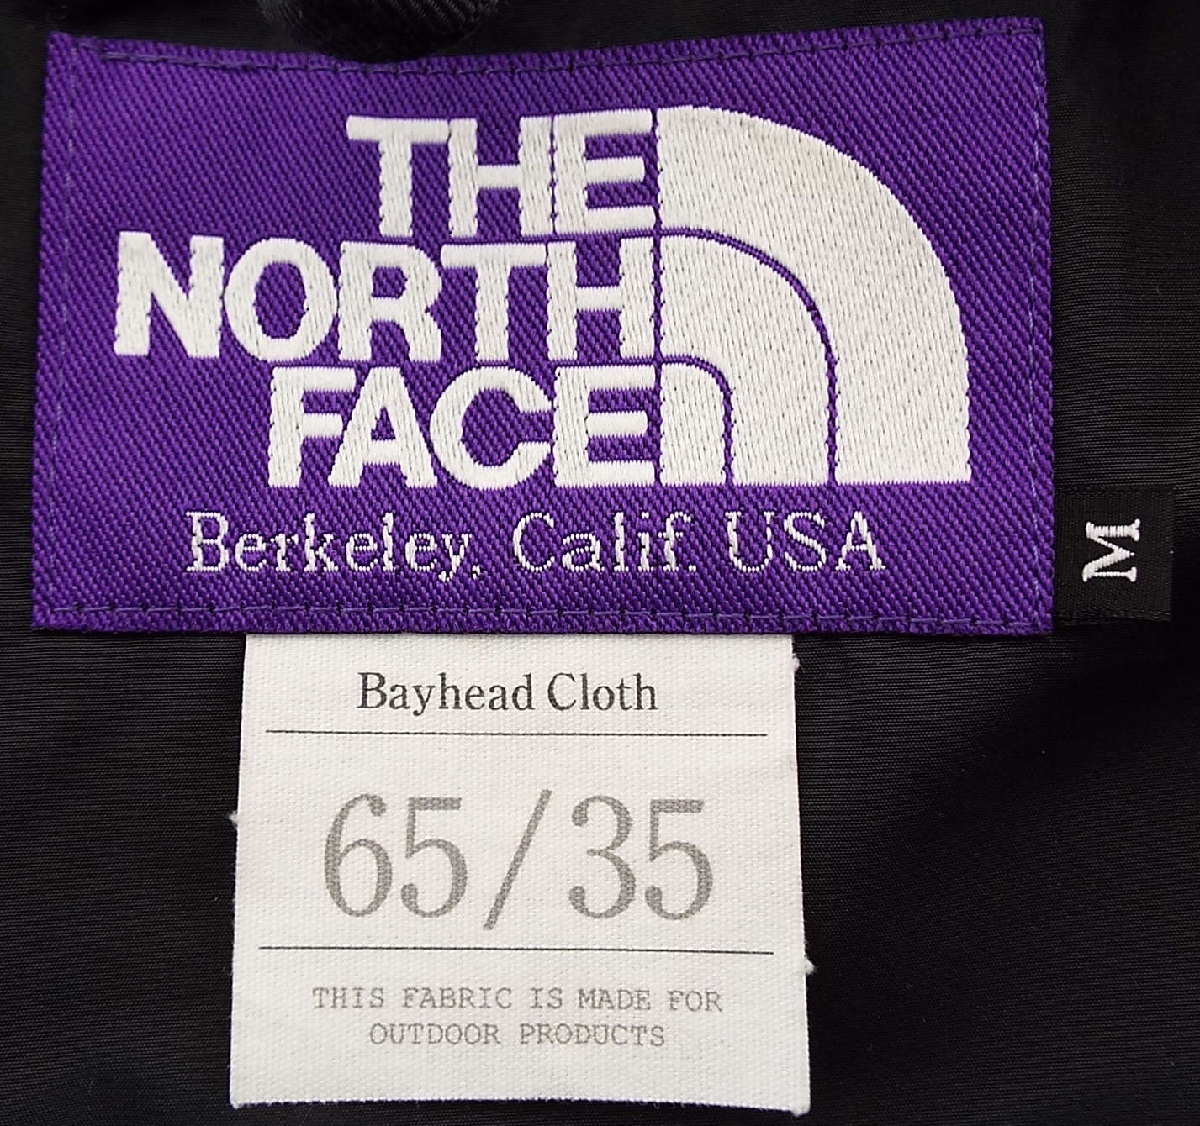 THE
NORTH
FACE
Berkeley, Calif. USA
M
Bayhead Cloth
65/35
THIS FABRIC IS MADE FOR
OUTDOOR PRODUCTS